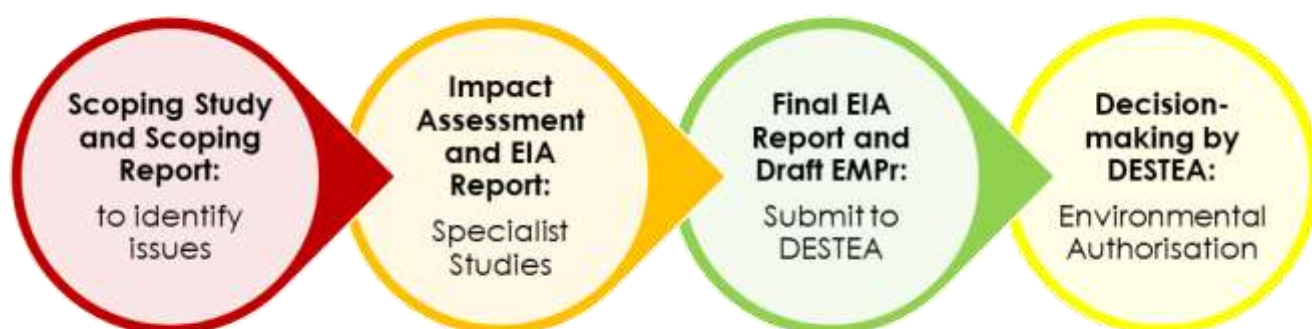 Scoping Study
and Scoping
Report:
to identify
issues
Impact
Assessment
and EIA
Report:
Specialist
Studies
Final EIA
Report and
Draft EMPr:
Submit to
DESTEA
Decision-
making by
DESTEA:
Environmental
Authorisation